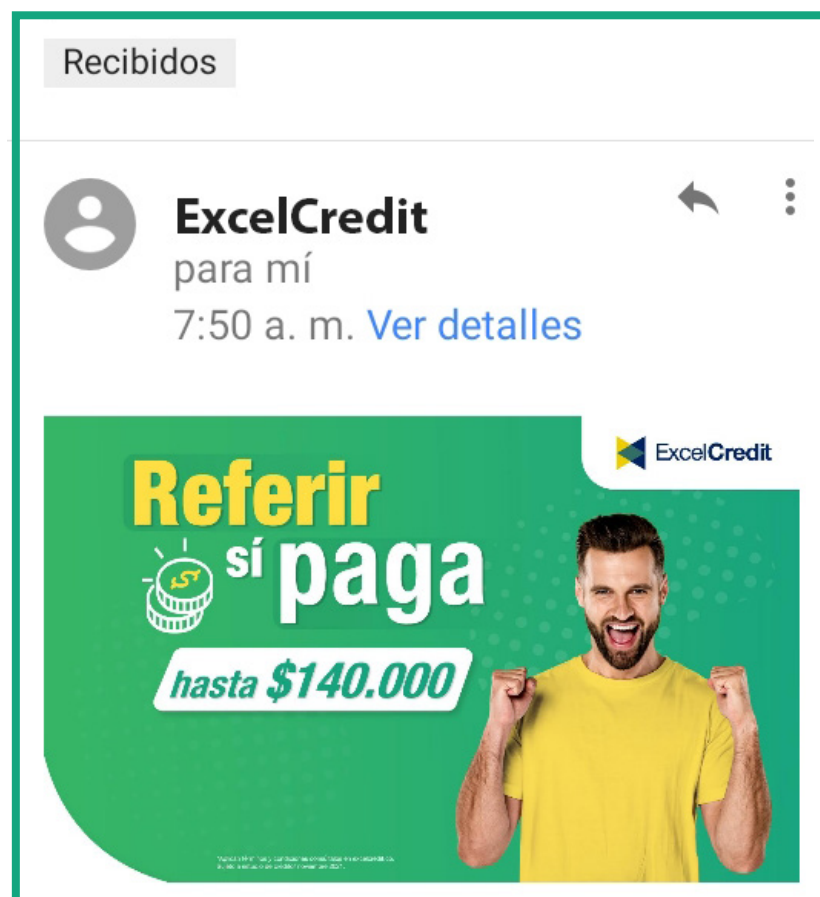 Recibidos
ExcelCredit
para mí
7:50 a. m. Ver detalles
ExcelCredit
Referir
sí paga
hasta $140.000